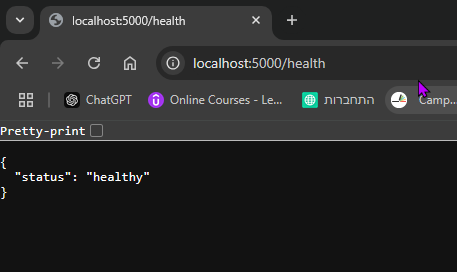 localhost:5000/health
localhost:5000/health
ChatGPT
Online Courses - Le...
התחברות
Camp...
Pretty-print
{
  "status": "healthy"
}